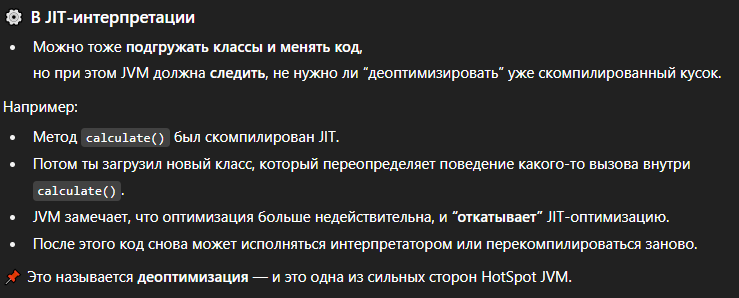 ⚙️ В JIT-интерпретации
• Можно тоже подгружать классы и менять код,
но при этом JVM должна следить, не нужно ли “деоптимизировать” уже скомпилированный кусок.
Например:
• Метод calculate() был скомпилирован JIT.
• Потом ты загрузил новый класс, который переопределяет поведение какого-то вызова внутри
calculate().
• JVM замечает, что оптимизация больше недействительна, и “откатывает” JIT-оптимизацию.
• После этого код снова может исполняться интерпретатором или перекомпилироваться заново.
📌 Это называется деоптимизация — и это одна из сильных сторон HotSpot JVM.